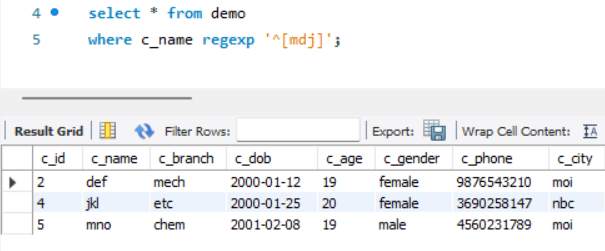 4 select * from demo
5 where c_name regexp '^[mdj]';
Result Grid Filter Rows: Export: Wrap Cell Content: IA
c_id c_name c_branch c_dob c_age c_gender c_phone c_city
2 def mech 2000-01-12 19 female 9876543210 moi
4 jkl etc 2000-01-25 20 female 3690258147 nbc
5 mno chem 2001-02-08 19 male 4560231789 moi